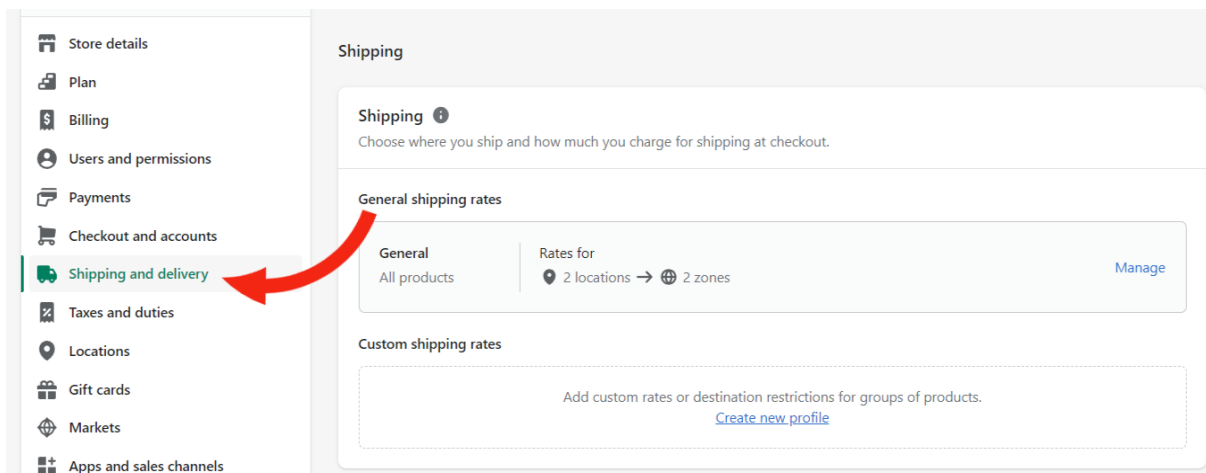 Store details
Plan
Billing
Users and permissions
Payments
Checkout and accounts
Shipping and delivery
Taxes and duties
Locations
Gift cards
Markets
Apps and sales channels
Shipping
Shipping
Choose where you ship and how much you charge for shipping at checkout.
General shipping rates
General
All products
Rates for
2 locations → 2 zones
Manage
Custom shipping rates
Add custom rates or destination restrictions for groups of products.
Create new profile